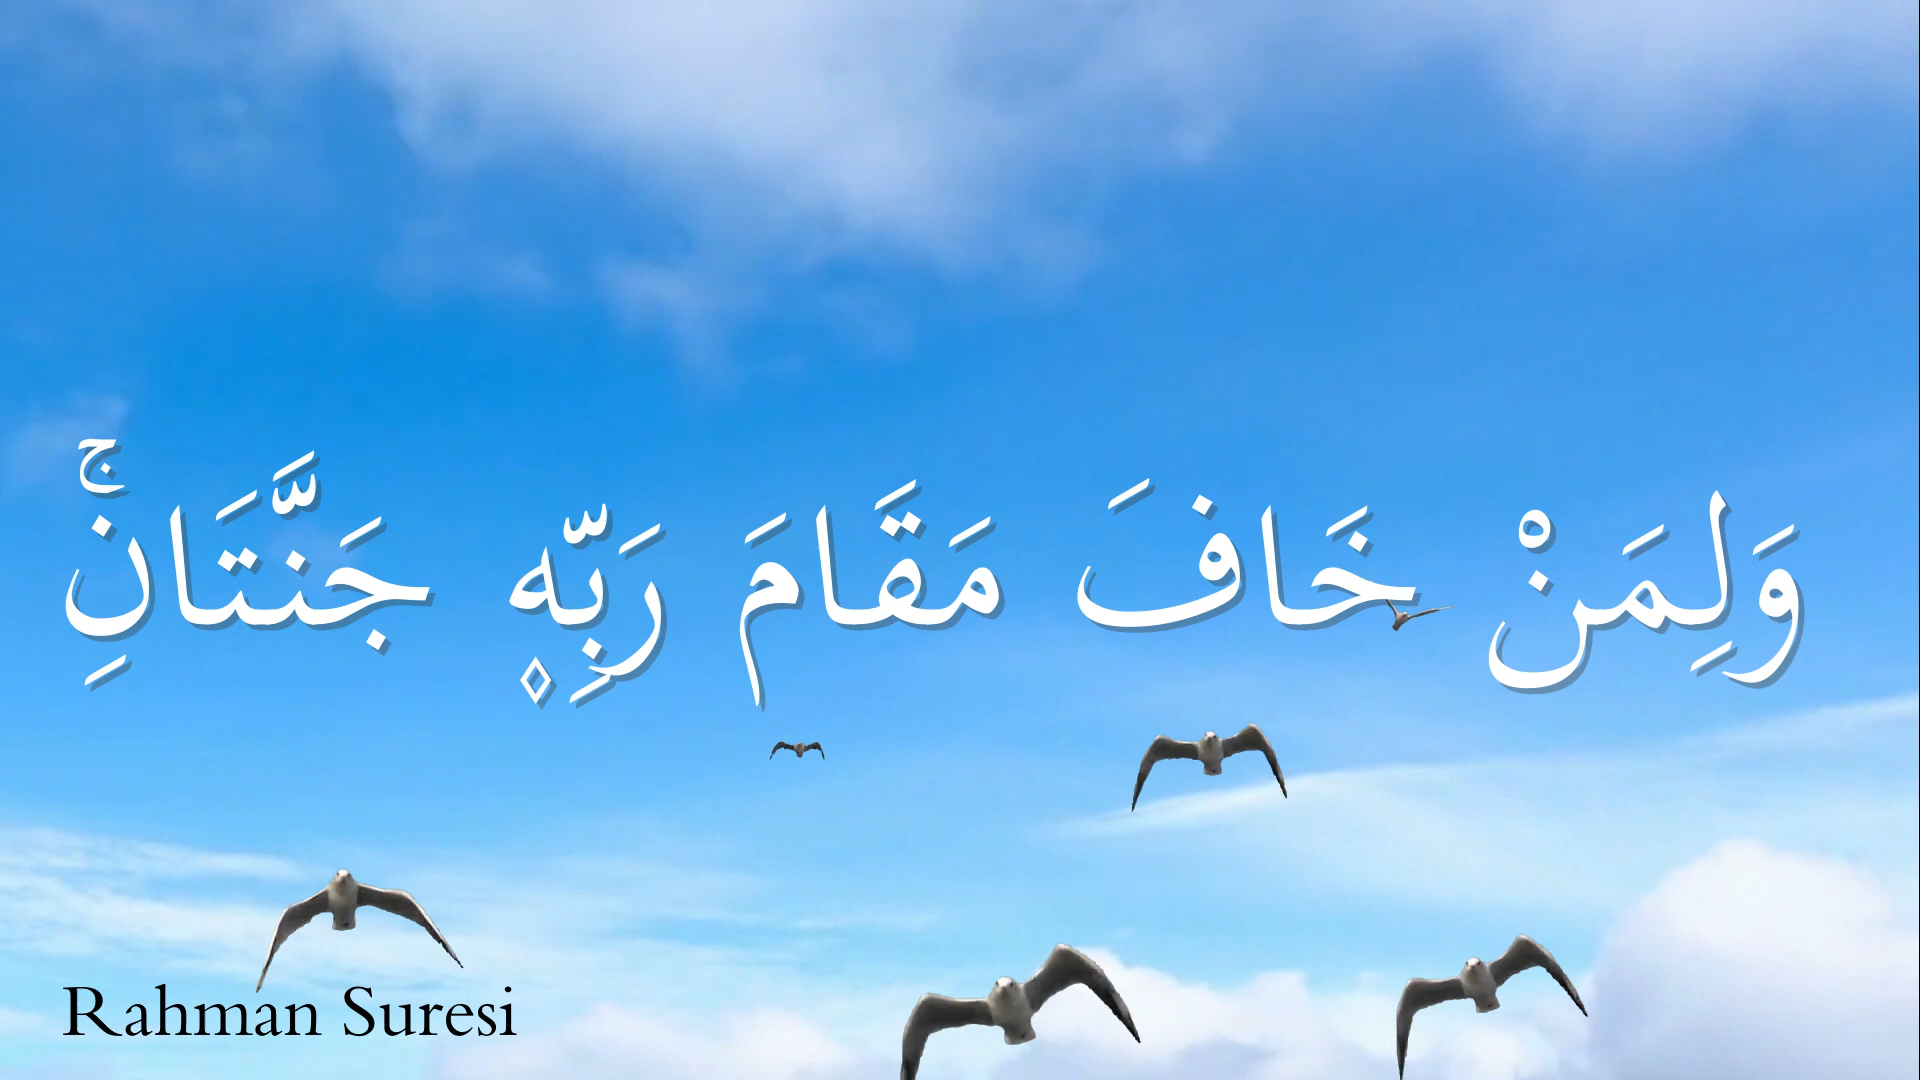 وَلِمَنْ خَافَ مَقَامَ رَبِّه۪ جَنَّتَانِۚ
Rahman Suresi